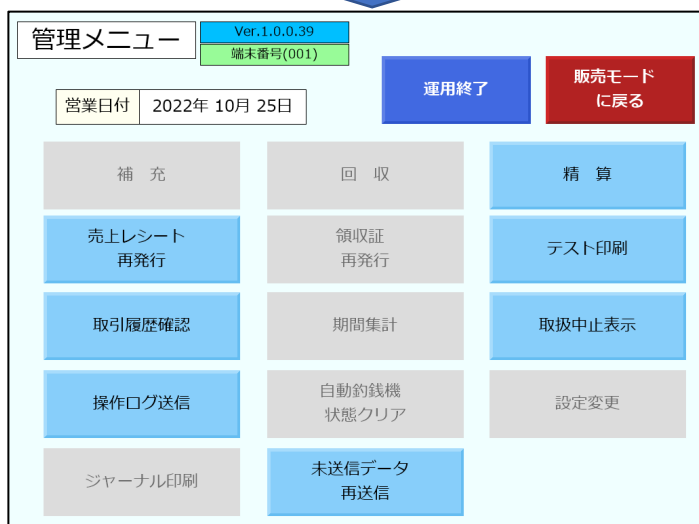 管理メニュー
Ver.1.0.0.39
端末番号(001)
運用終了
販売モード
に戻る
営業日付 2022年 10月 25日
補 充
回 収
精 算
売上レシート
再発行
領収証
再発行
テスト印刷
取引履歴確認
期間集計
取扱中止表示
操作ログ送信
自動釣銭機
状態クリア
設定変更
ジャーナル印刷
未送信データ
再送信